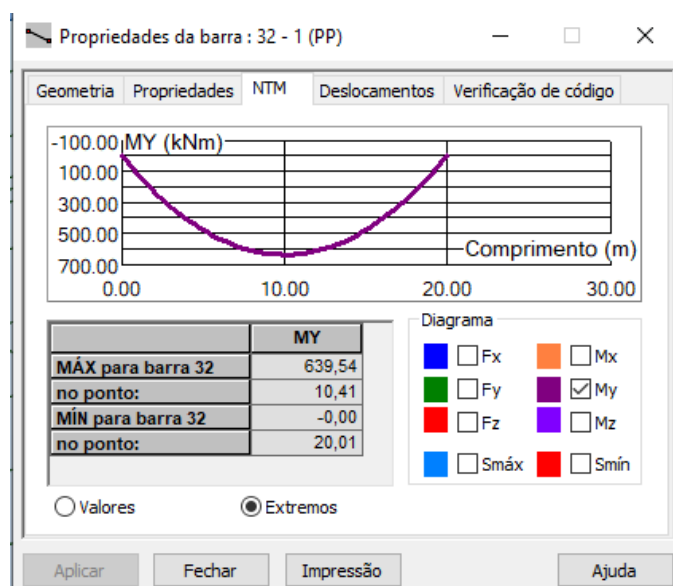 Propriedades da barra : 32 - 1 (PP)
Geometria Propriedades NTM Deslocamentos Verificação de código
-100.00 MY (kNm)
100.00
300.00
500.00
Comprimento (m)
700.00
0.00 10.00 20.00 30.00
Diagrama
MY
MÁX para barra 32 639,54
no ponto: 10,41
MÍN para barra 32 -0,00
no ponto: 20,01
Fx Mx
Fy My
Fz Mz
Smáx Smín
Valores Extremos
Aplicar Fechar Impressão Ajuda